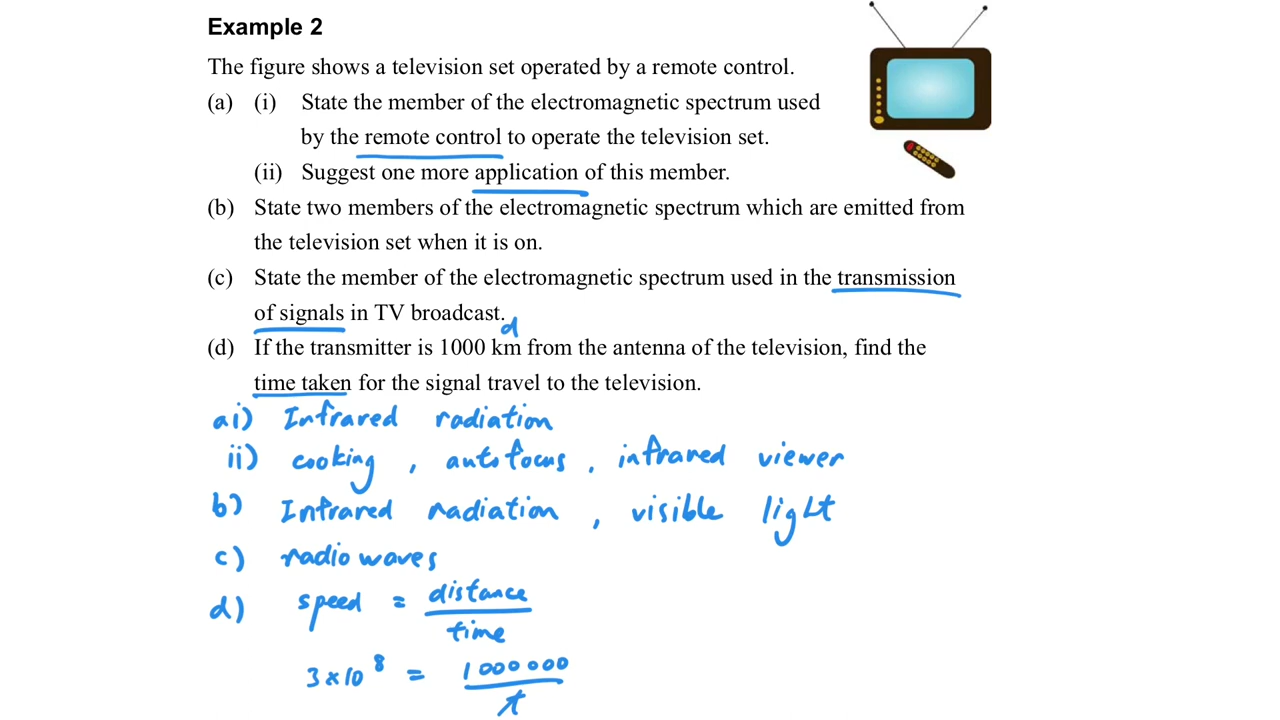 Example 2
The figure shows a television set operated by a remote control.
(a) (i) State the member of the electromagnetic spectrum used
by the remote control to operate the television set.
(ii) Suggest one more application of this member.
(b) State two members of the electromagnetic spectrum which are emitted from
the television set when it is on.
(c) State the member of the electromagnetic spectrum used in the transmission
of signals in TV broadcast.
d
(d) If the transmitter is 1000 km from the antenna of the television, find the
time taken for the signal travel to the television.
ai) Infrared radiation
ii) cooking, autofocus, infrared viewer
b) Infrared radiation, visible light
c) radio waves
d) speed = distance
time
3×10⁸ = 1000000
t